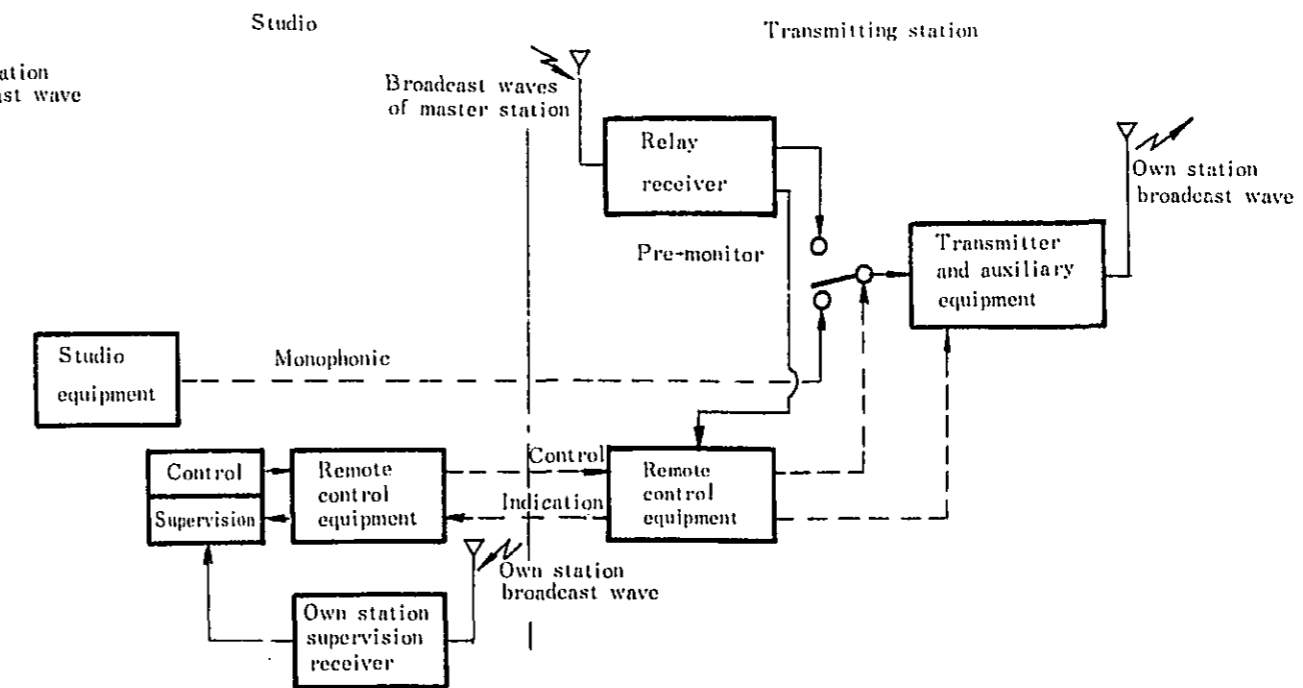 Studio
Transmitting station
ast wave
Broadcast waves
of master station
Relay
receiver
Own station
broadcast wave
Pre-monitor
Transmitter
and auxiliary
equipment
Studio
equipment
Monophonic
Control
Supervision
Remote
control
equipment
Control
Indication
Remote
control
equipment
Own station
broadcast wave
Own station
supervision
receiver